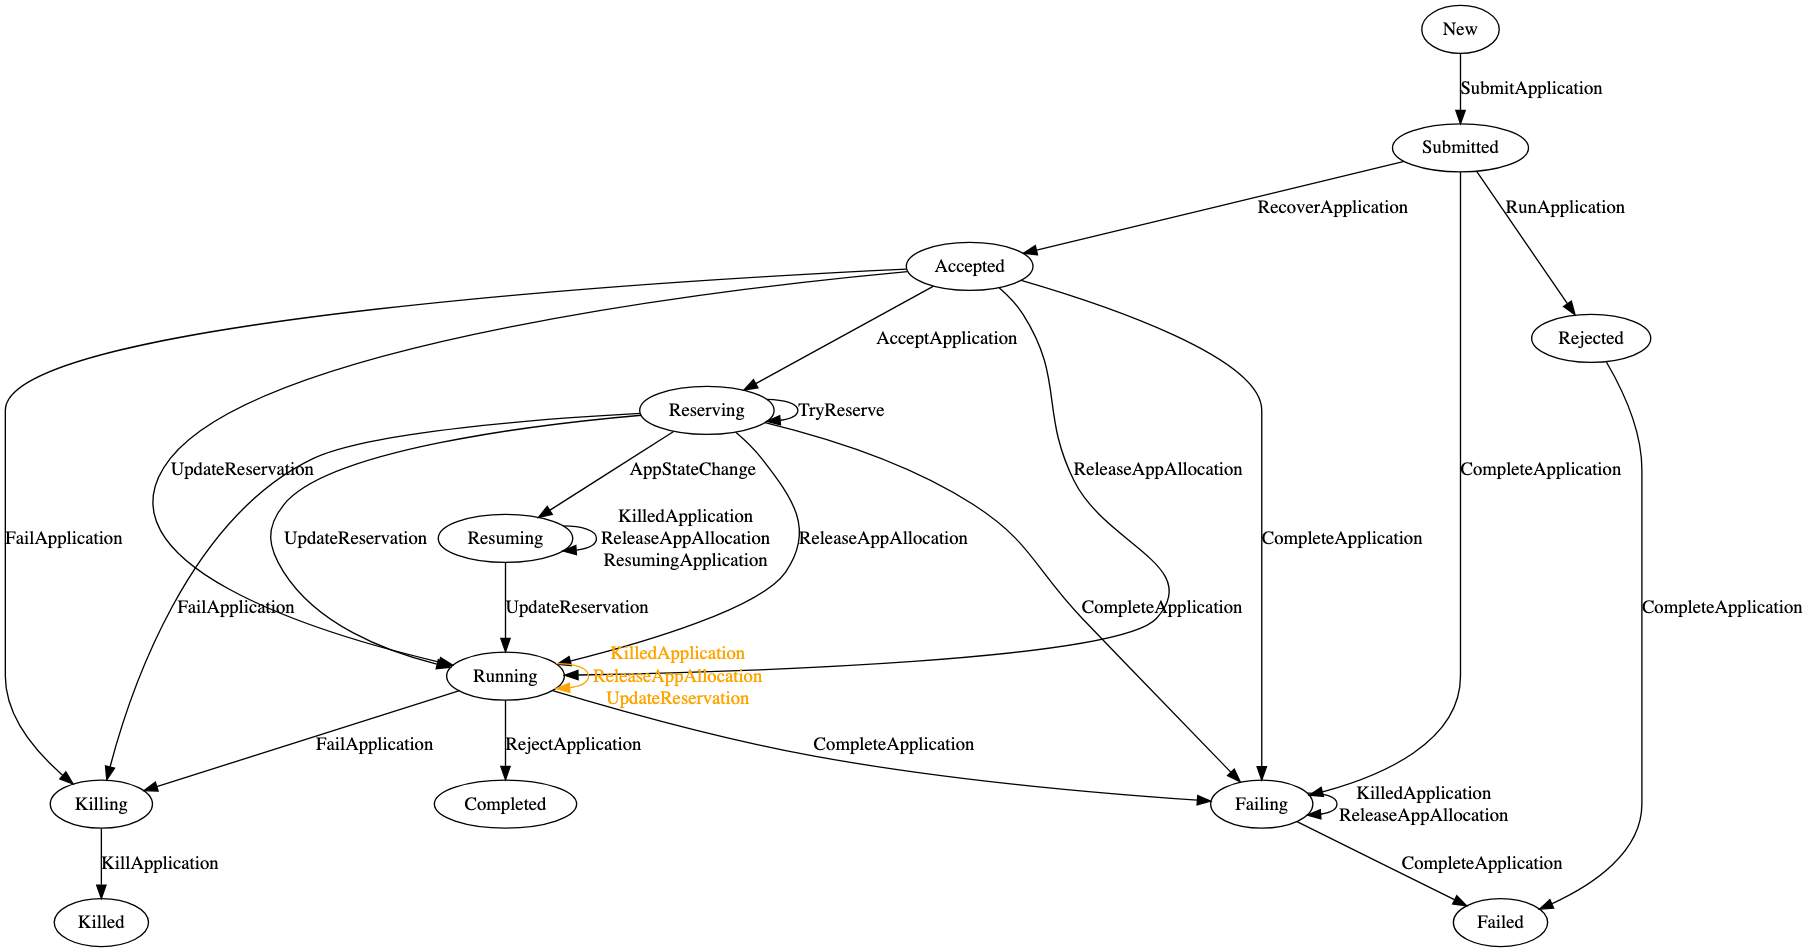 New
SubmitApplication
Submitted
RecoverApplication
RunApplication
Accepted
AcceptApplication
Rejected
Reserving
TryReserve
UpdateReservation
AppStateChange
ReleaseAppAllocation
CompleteApplication
KilledApplication
ReleaseAppAllocation
ResumingApplication
FailApplication
UpdateReservation
Resuming
ReleaseAppAllocation
CompleteApplication
FailApplication
UpdateReservation
CompleteApplication
CompleteApplication
KilledApplication
ReleaseAppAllocation
UpdateReservation
Running
FailApplication
RejectApplication
CompleteApplication
Killing
Completed
Failing
KilledApplication
ReleaseAppAllocation
KillApplication
CompleteApplication
Killed
Failed